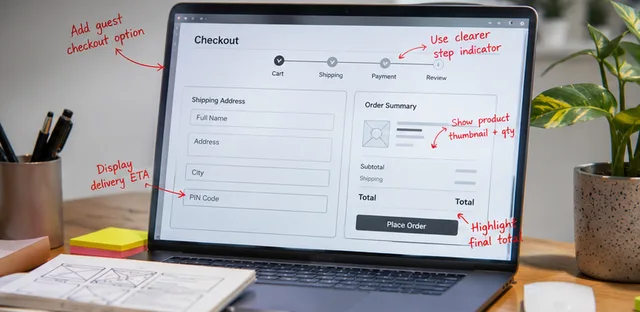 Add guest
checkout option
Checkout
Use clearer
step indicator
Cart
Shipping
Payment
Review
Shipping Address
Full Name
Address
City
PIN Code
Display
delivery ETA
Order Summary
Show product
thumbnail + qty
Subtotal
Shipping
Total
Total
Place Order
Highlight
final total